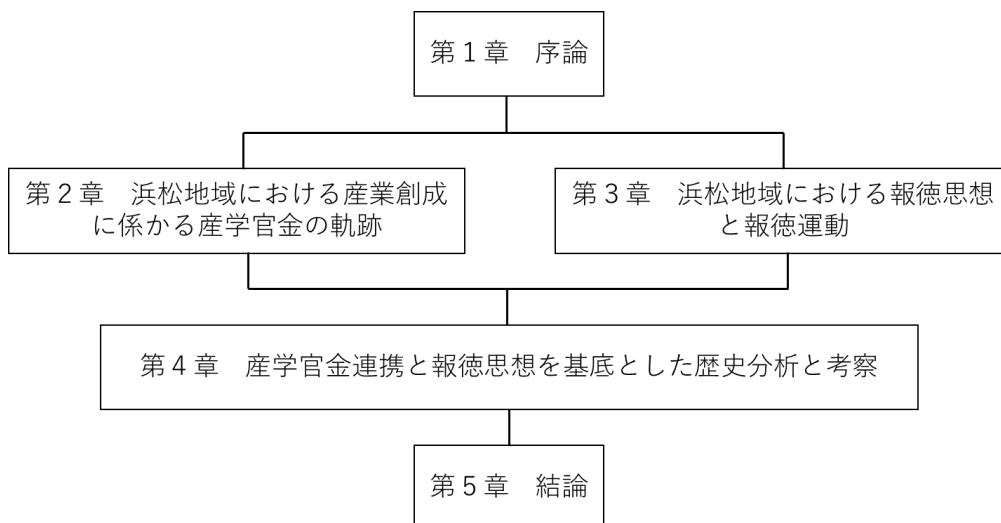 第１章　序論
第２章　浜松地域における産業創成
に係かる産学官金の軌跡
第３章　浜松地域における報徳思想
と報徳運動
第４章　産学官金連携と報徳思想を基底とした歴史分析と考察
第５章　結論